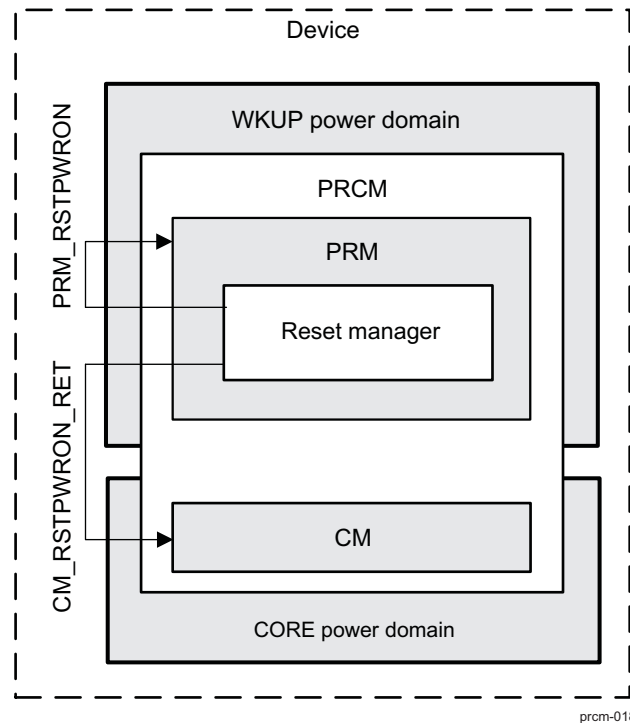 Device
WKUP power domain
PRCM
PRM
Reset manager
PRM_RSTPWRON
CM_RSTPWRON_RET
CM
CORE power domain